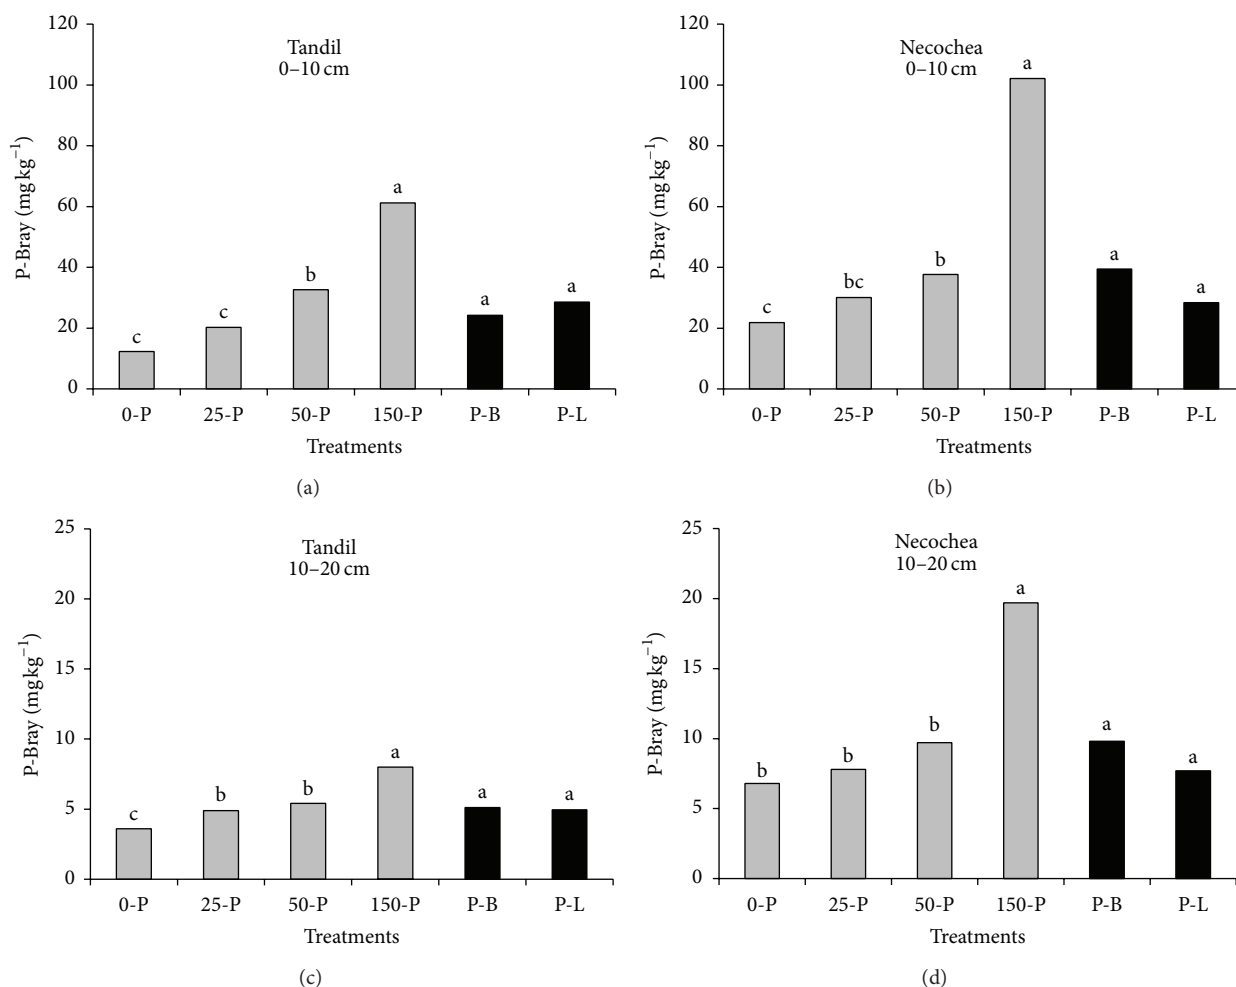 Tandil
0–10 cm
P-Bray (mg kg⁻¹)
120
100
80
60
40
20
0
c
c
b
a
a
a
0-P 25-P 50-P 150-P P-B P-L
Treatments
(a)
Necochea
0–10 cm
P-Bray (mg kg⁻¹)
120
100
80
60
40
20
0
c
bc
b
a
a
a
0-P 25-P 50-P 150-P P-B P-L
Treatments
(b)
Tandil
10–20 cm
P-Bray (mg kg⁻¹)
25
20
15
10
5
0
c
b
b
a
a
a
0-P 25-P 50-P 150-P P-B P-L
Treatments
(c)
Necochea
10–20 cm
P-Bray (mg kg⁻¹)
25
20
15
10
5
0
b
b
b
a
a
a
0-P 25-P 50-P 150-P P-B P-L
Treatments
(d)